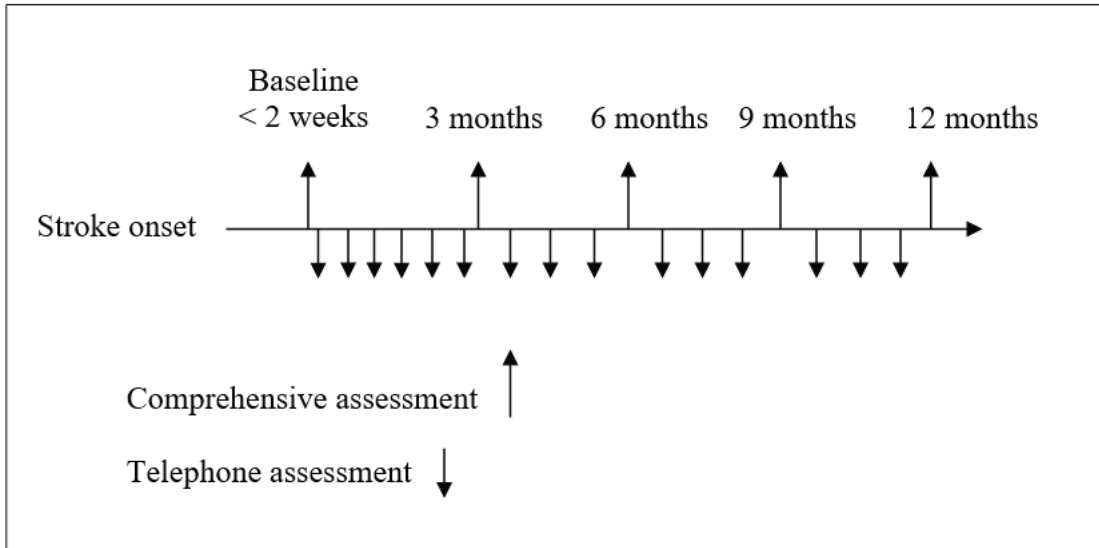 Baseline
< 2 weeks
3 months
6 months
9 months
12 months
Stroke onset
Comprehensive assessment
Telephone assessment